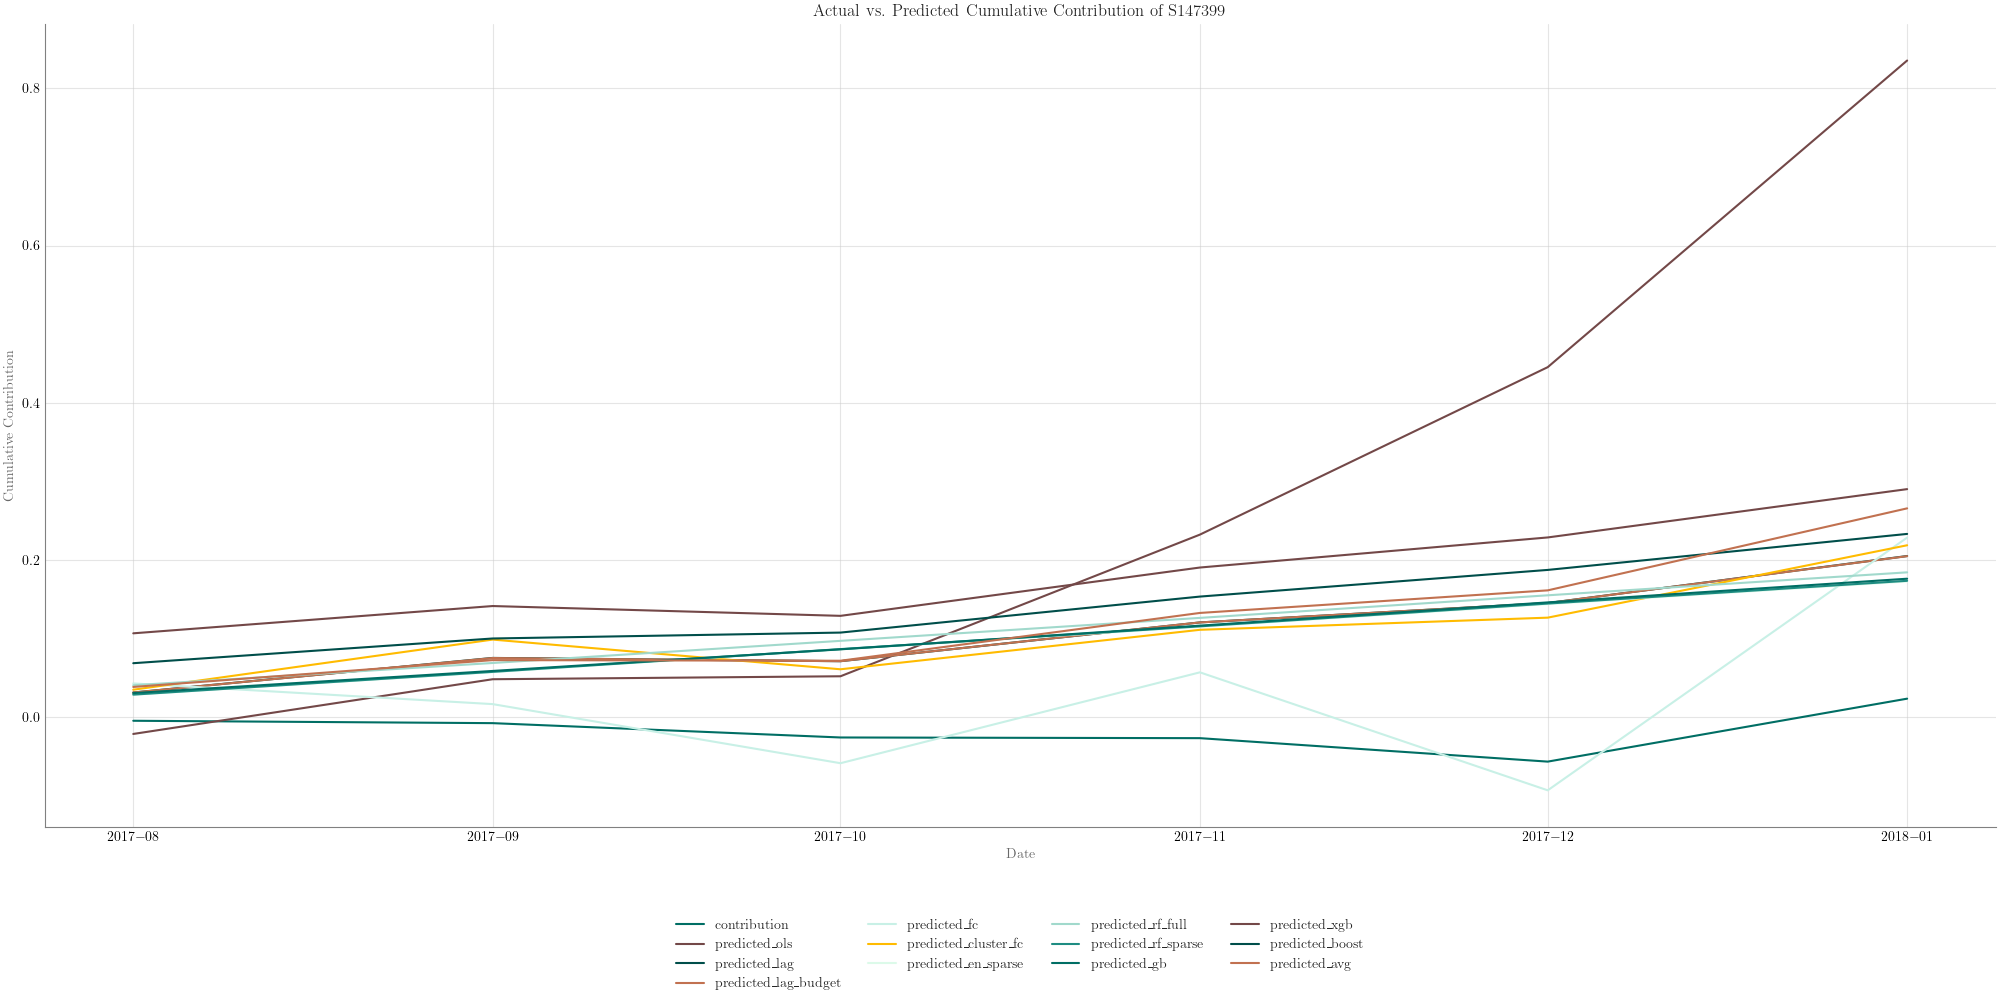 Actual vs. Predicted Cumulative Contribution of S147399
Cumulative Contribution
0.8
0.6
0.4
0.2
0.0
2017−08 2017−09 2017−10 2017−11 2017−12 2018−01
Date
contribution predicted_fc predicted_rf_full predicted_xgb
predicted_ols predicted_cluster_fc predicted_rf_sparse predicted_boost
predicted_lag predicted_en_sparse predicted_gb predicted_avg
predicted_lag_budget